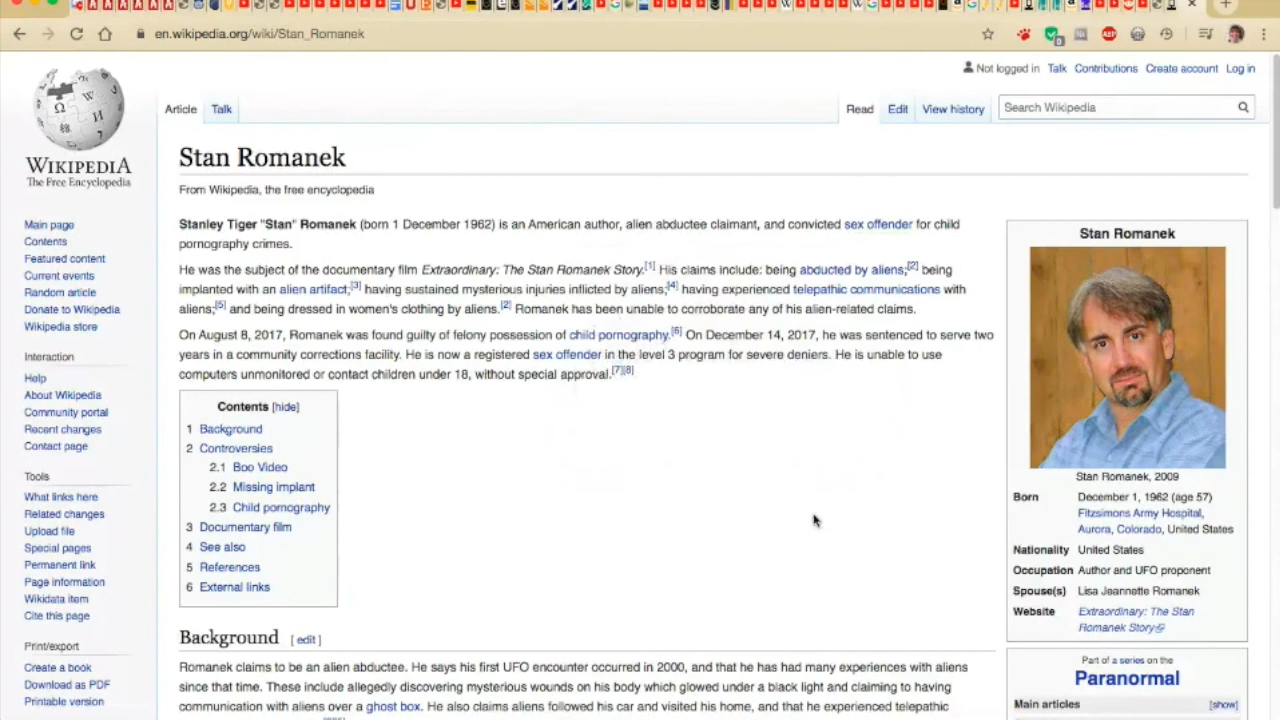 en.wikipedia.org/wiki/Stan_Romanek
Not logged in Talk Contributions Create account Log in
Article Talk
Read Edit View history Search Wikipedia
WIKIPEDIA
The Free Encyclopedia
Main page
Contents
Featured content
Current events
Random article
Donate to Wikipedia
Wikipedia store
Interaction
Help
About Wikipedia
Community portal
Recent changes
Contact page
Tools
What links here
Related changes
Upload file
Special pages
Permanent link
Page information
Wikidata item
Cite this page
Print/export
Create a book
Download as PDF
Printable version
Stan Romanek
From Wikipedia, the free encyclopedia
Stanley Tiger "Stan" Romanek (born 1 December 1962) is an American author, alien abductee claimant, and convicted sex offender for child
pornography crimes.
He was the subject of the documentary film Extraordinary: The Stan Romanek Story.[1] His claims include: being abducted by aliens;[2] being
implanted with an alien artifact;[3] having sustained mysterious injuries inflicted by aliens;[4] having experienced telepathic communications with
aliens;[5] and being dressed in women's clothing by aliens.[2] Romanek has been unable to corroborate any of his alien-related claims.
On August 8, 2017, Romanek was found guilty of felony possession of child pornography.[6] On December 14, 2017, he was sentenced to serve two
years in a community corrections facility. He is now a registered sex offender in the level 3 program for severe deniers. He is unable to use
computers unmonitored or contact children under 18, without special approval.[7][8]
Contents [hide]
1 Background
2 Controversies
2.1 Boo Video
2.2 Missing implant
2.3 Child pornography
3 Documentary film
4 See also
5 References
6 External links
Background [ edit ]
Romanek claims to be an alien abductee. He says his first UFO encounter occurred in 2000, and that he has had many experiences with aliens
since that time. These include allegedly discovering mysterious wounds on his body which glowed under a black light and claiming to having
communication with aliens over a ghost box. He also claims aliens followed his car and visited his home, and that he experienced telepathic
Stan Romanek
Stan Romanek, 2009
Born December 1, 1962 (age 57)
Fitzsimons Army Hospital,
Aurora, Colorado, United States
Nationality United States
Occupation Author and UFO proponent
Spouse(s) Lisa Jeannette Romanek
Website Extraordinary: The Stan
Romanek Story
Part of a series on the
Paranormal
Main articles [show]